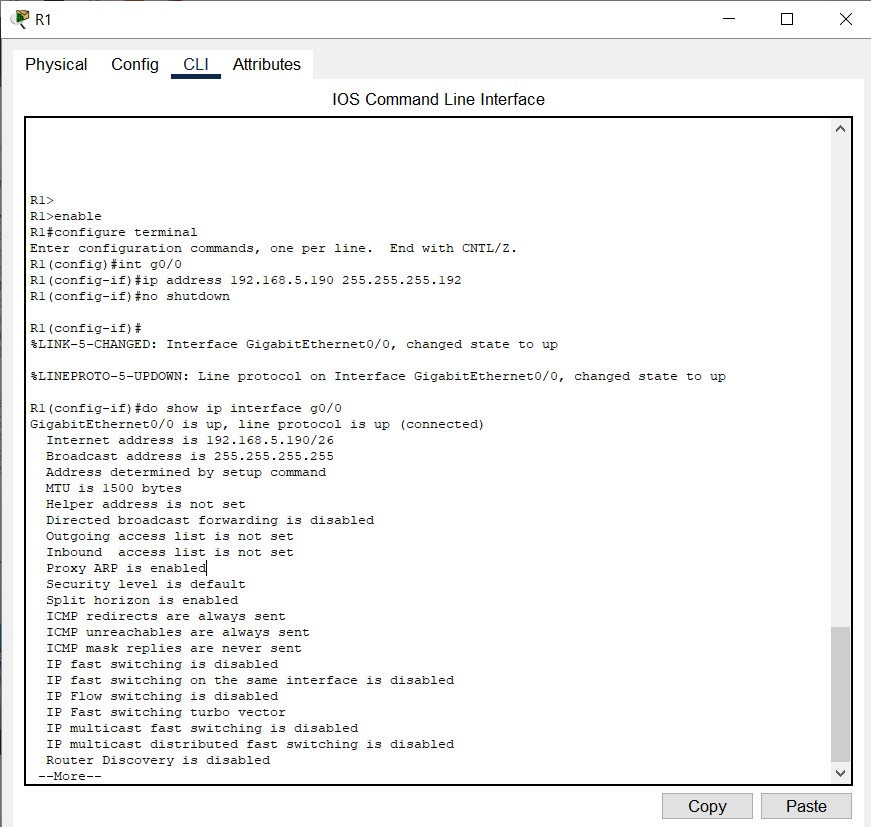 R1
Physical Config CLI Attributes
IOS Command Line Interface
R1>
R1>enable
R1#configure terminal
Enter configuration commands, one per line.  End with CNTL/Z.
R1(config)#int g0/0
R1(config-if)#ip address 192.168.5.190 255.255.255.192
R1(config-if)#no shutdown
R1(config-if)#
%LINK-5-CHANGED: Interface GigabitEthernet0/0, changed state to up
%LINEPROTO-5-UPDOWN: Line protocol on Interface GigabitEthernet0/0, changed state to up
R1(config-if)#do show ip interface g0/0
GigabitEthernet0/0 is up, line protocol is up (connected)
  Internet address is 192.168.5.190/26
  Broadcast address is 255.255.255.255
  Address determined by setup command
  MTU is 1500 bytes
  Helper address is not set
  Directed broadcast forwarding is disabled
  Outgoing access list is not set
  Inbound  access list is not set
  Proxy ARP is enabled
  Security level is default
  Split horizon is enabled
  ICMP redirects are always sent
  ICMP unreachables are always sent
  ICMP mask replies are never sent
  IP fast switching is disabled
  IP fast switching on the same interface is disabled
  IP Flow switching is disabled
  IP Fast switching turbo vector
  IP multicast fast switching is disabled
  IP multicast distributed fast switching is disabled
  Router Discovery is disabled
 --More--
Copy Paste